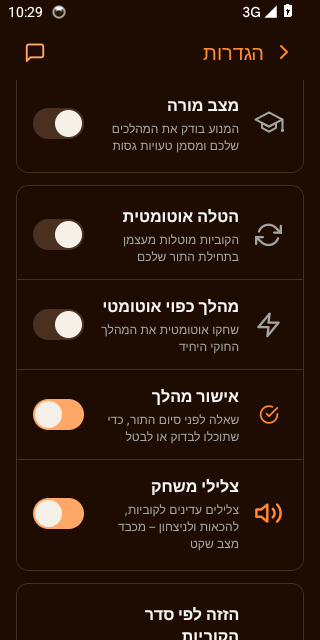 10:29
3G
הגדרות
מצב מורה
המנוע בודק את המהלכים
שלכם ומסמן טעויות גסות
הטלה אוטומטית
הקוביות מוטלות מעצמן
בתחילת התור שלכם
מהלך כפוי אוטומטי
שחקו אוטומטית את המהלך
החוקי היחיד
אישור מהלך
שאלה לפני סיום התור, כדי
שתוכלו לבדוק או לבטל
צלילי משחק
צלילים עדינים לקוביות,
להכאות ולניצחון – מכבד
מצב שקט
הזזה לפי סדר
הקוביות